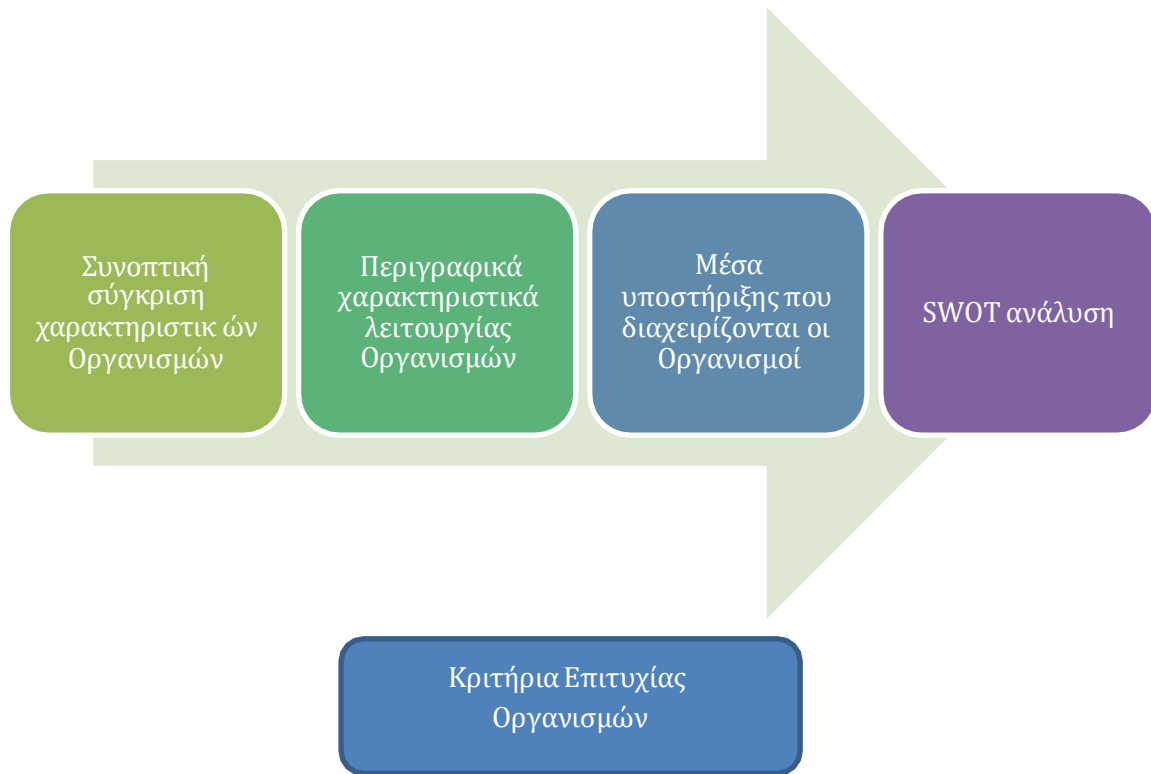 Συνοπτική
σύγκριση
χαρακτηριστικ ών
Οργανισμών
Περιγραφικά
χαρακτηριστικά
λειτουργίας
Οργανισμών
Μέσα
υποστήριξης που
διαχειρίζονται οι
Οργανισμοί
SWOT ανάλυση
Κριτήρια Επιτυχίας
Οργανισμών